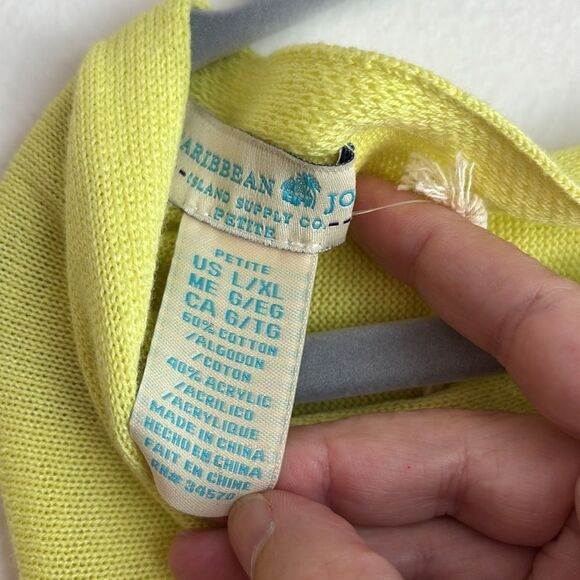 ARIBBEAN JO
ISLAND SUPPLY CO.
PETITE
PETITE
US L/XL
ME G/EG
CA G/TG
60% COTTON
/ALGODON
/COTON
40% ACRYLIC
/ACRILICO
/ACRYLIQUE
MADE IN CHINA
HECHO EN CHINA
FAIT EN CHINE
RN# 34570